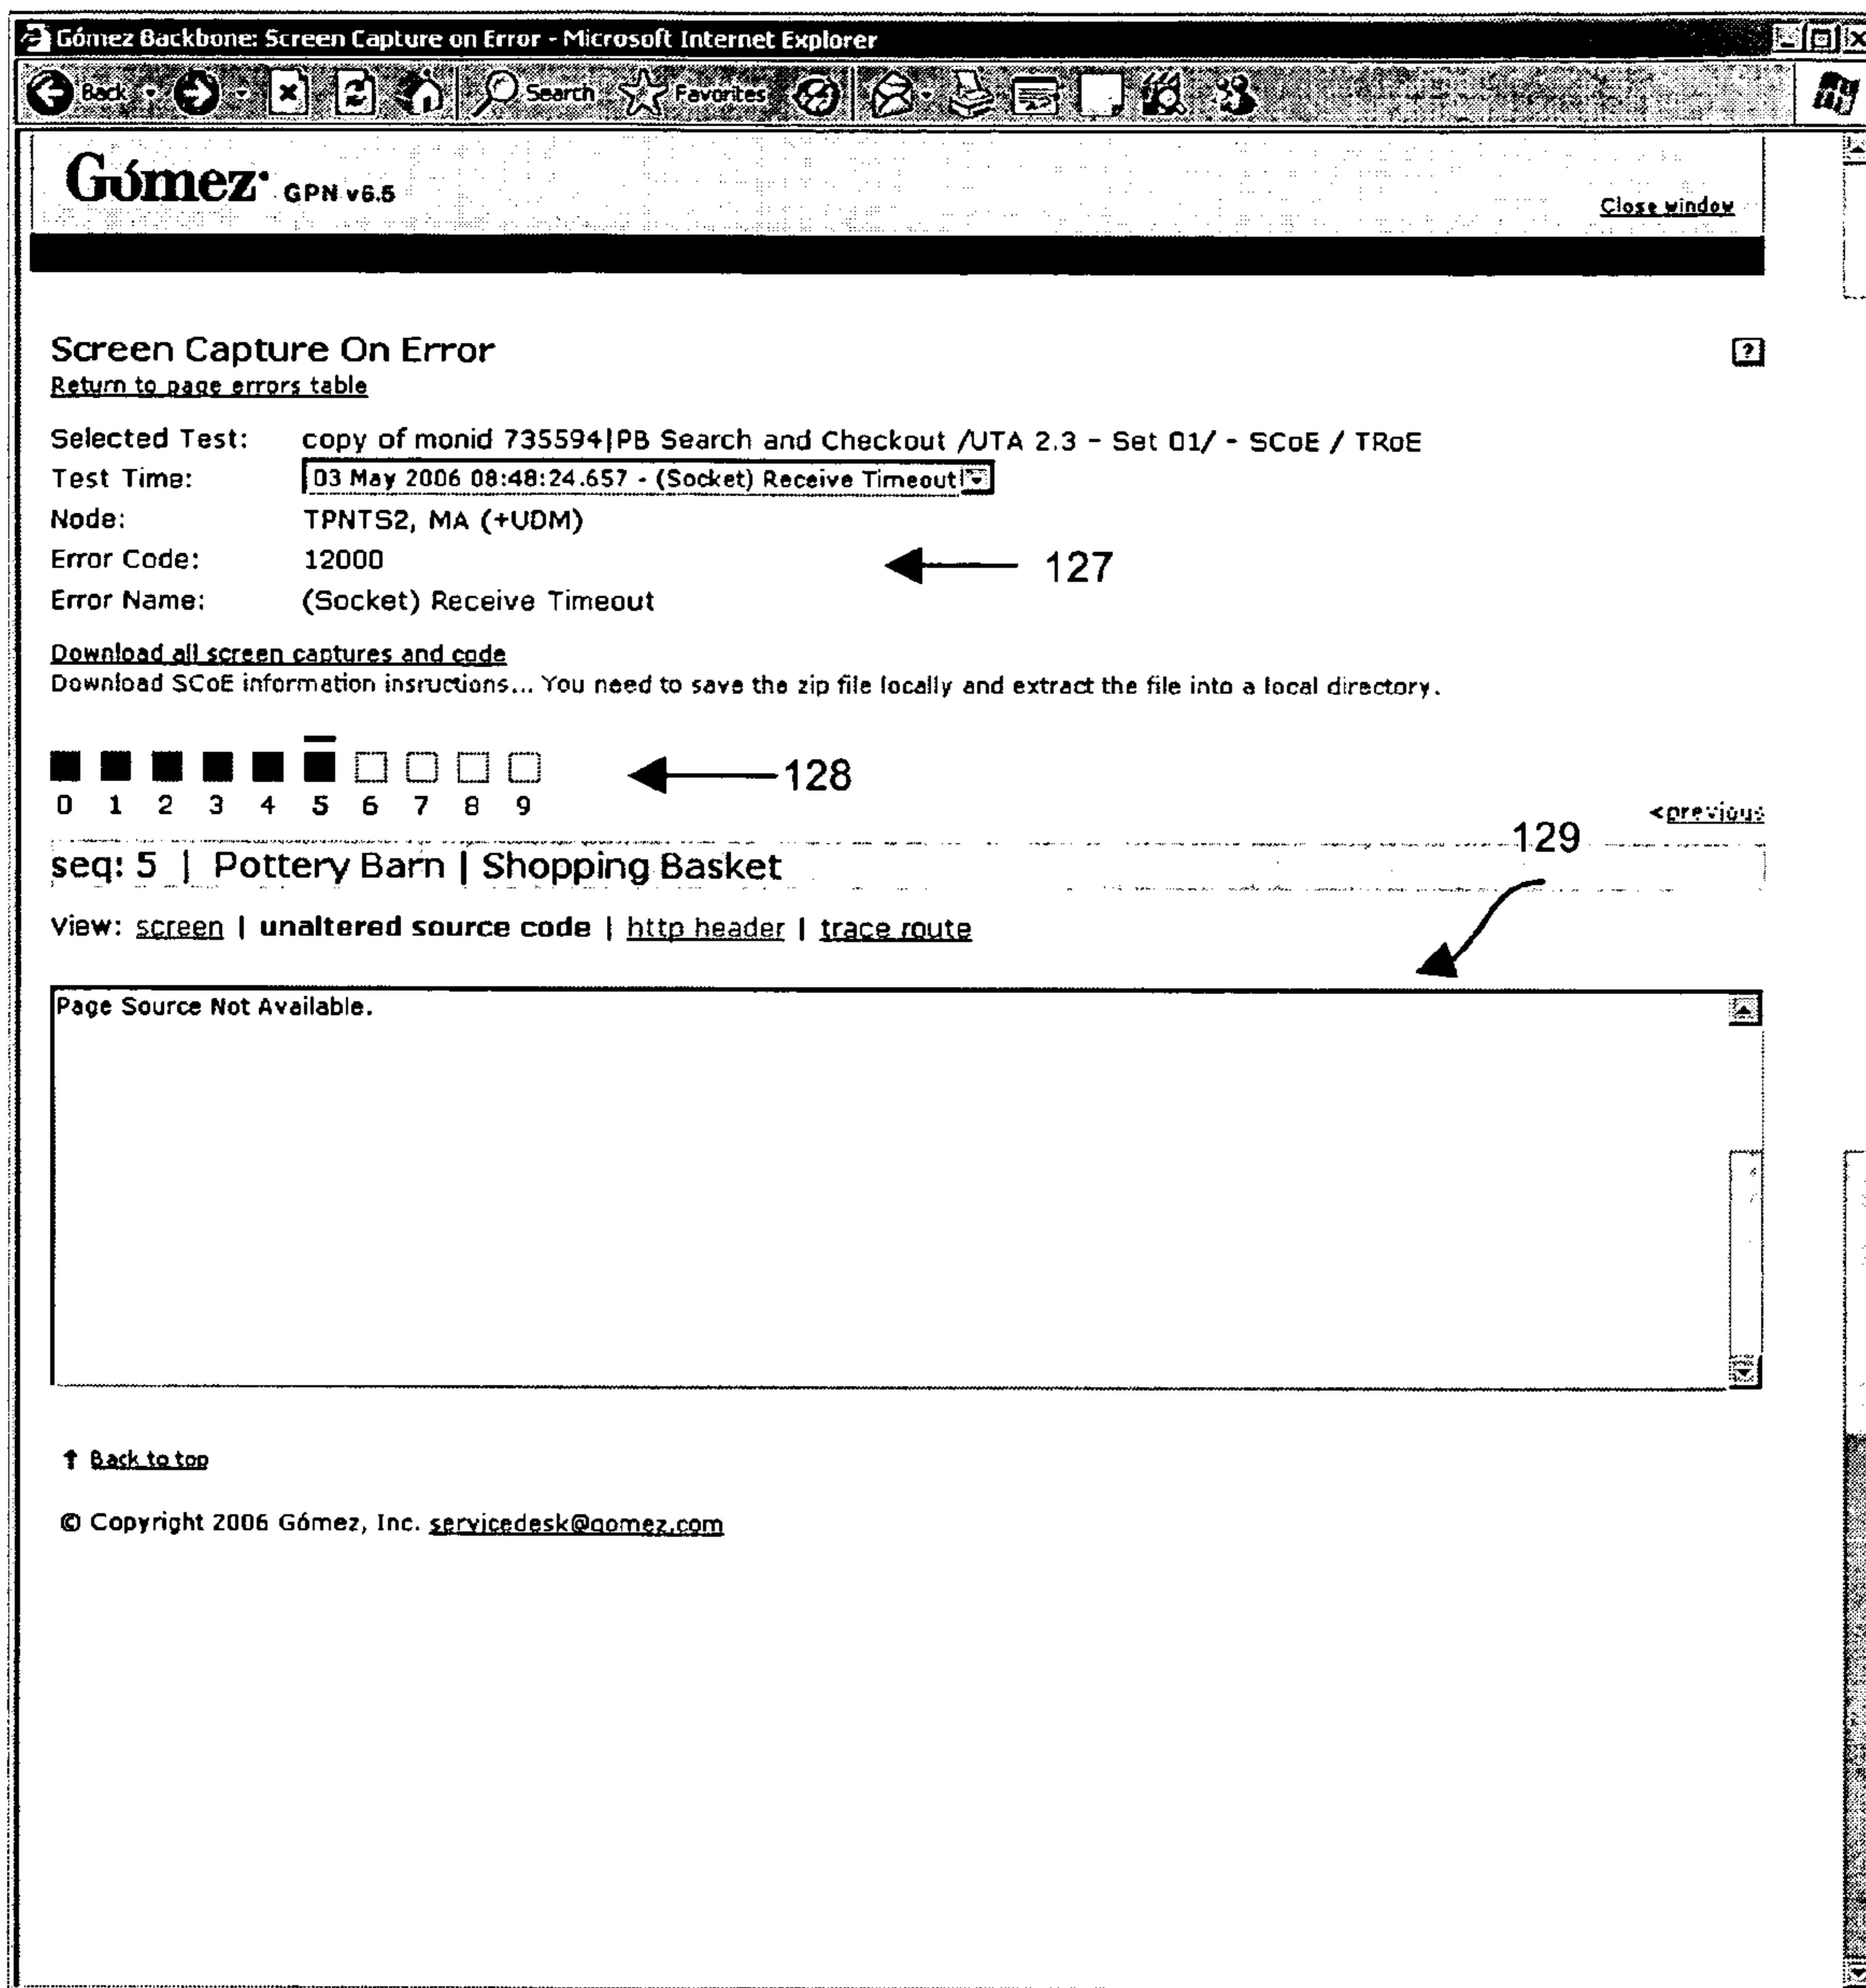 Gómez Backbone: Screen Capture on Error - Microsoft Internet Explorer
Back Search Favorites
Gómez GPN v6.5
Close window
Screen Capture On Error
?
Return to page errors table
Selected Test: copy of monid 735594|PB Search and Checkout /UTA 2.3 - Set 01/ - SCoE / TRoE
Test Time: 03 May 2006 08:48:24.657 - (Socket) Receive Timeout
Node: TPNTS2, MA (+UDM)
Error Code: 12000
127
Error Name: (Socket) Receive Timeout
Download all screen captures and code
Download SCoE information insructions... You need to save the zip file locally and extract the file into a local directory.
128
0 1 2 3 4 5 6 7 8 9
<previous
129
seq: 5 | Pottery Barn | Shopping Basket
View: screen | unaltered source code | http header | trace route
Page Source Not Available.
↑ Back to top
© Copyright 2006 Gómez, Inc. servicedesk@gomez.com